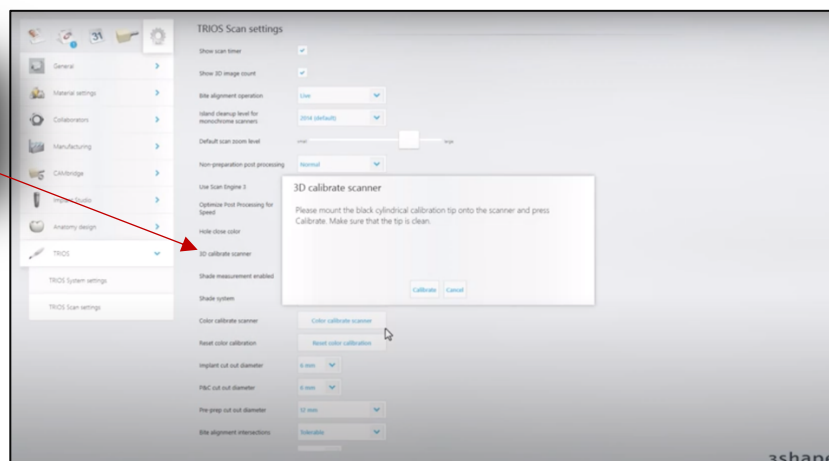 31
TRIOS Scan settings
General
Material settings
Collaborators
Manufacturing
CAMbridge
Implant Studio
Anatomy design
TRIOS
TRIOS System settings
TRIOS Scan settings
Show scan timer
Show 3D image count
Bite alignment operation Live
Island cleanup level for
monochrome scanners 2014 (default)
Default scan zoom level
Non-preparation post processing Normal
Use Scan Engine 3
Optimize Post Processing for
Speed
Hole close color
3D calibrate scanner
Shade measurement enabled
Shade system
3D calibrate scanner
Please mount the black cylindrical calibration tip onto the scanner and press
Calibrate. Make sure that the tip is clean.
Calibrate Cancel
Color calibrate scanner Color calibrate scanner
Reset color calibration Reset color calibration
Implant cut out diameter 6 mm
P&C cut out diameter 6 mm
Pre-prep cut out diameter 12 mm
Bite alignment intersections Tolerable
3shape